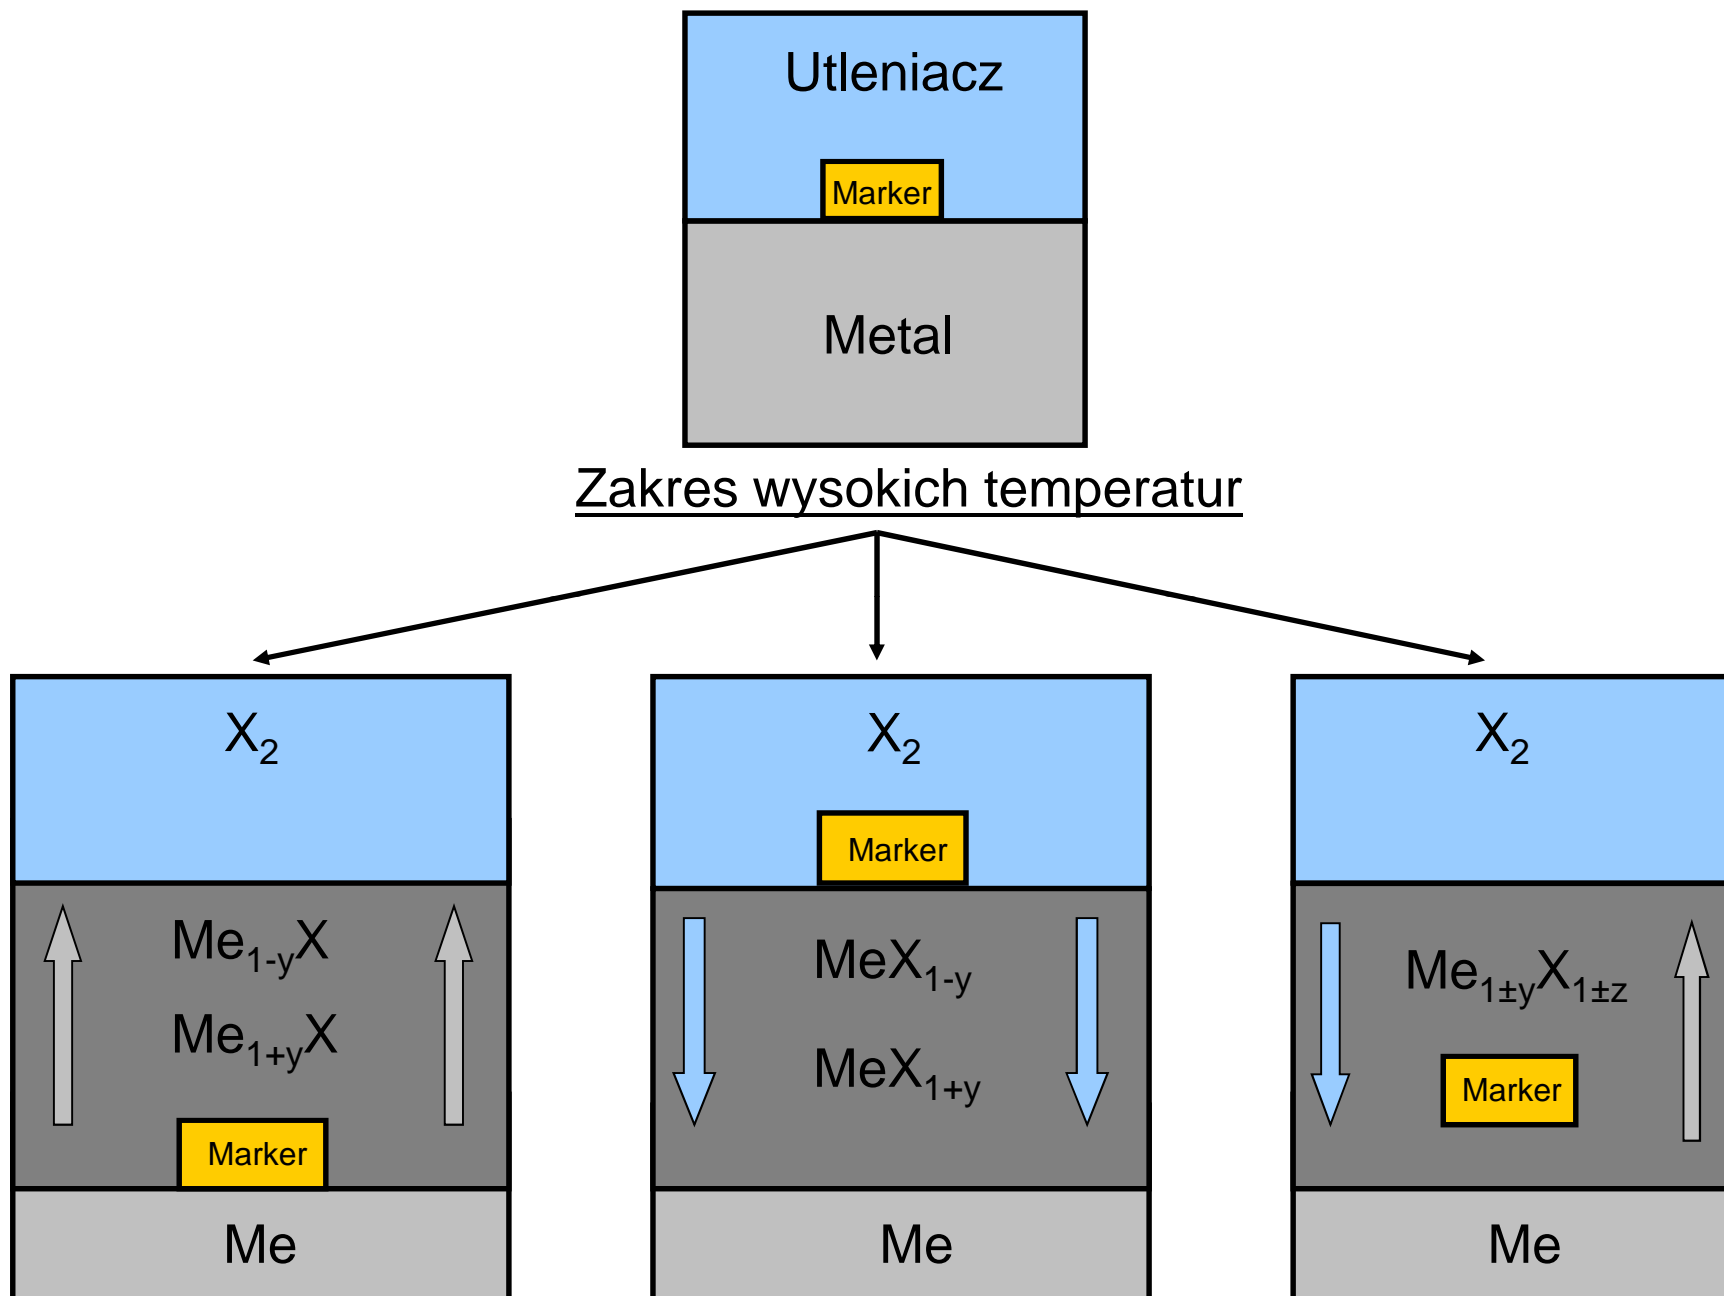 Utleniacz
Marker
Metal
Zakres wysokich temperatur
X₂
Me₁₋yX
Me₁₊yX
Marker
Me
X₂
Marker
MeX₁₋y
MeX₁₊y
Me
X₂
Me₁±yX₁±z
Marker
Me